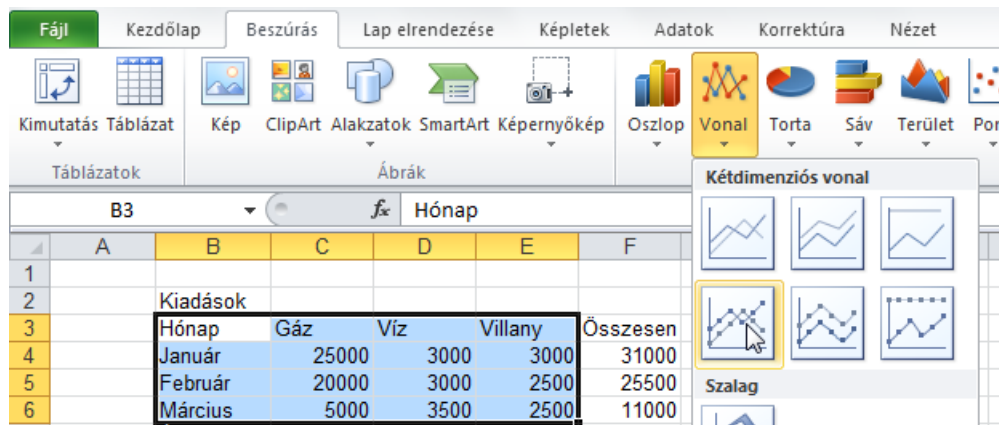 Fájl Kezdőlap Beszúrás Lap elrendezése Képletek Adatok Korrektúra Nézet
Kimutatás Táblázat Kép ClipArt Alakzatok SmartArt Képernyőkép Oszlop Vonal Torta Sáv Terület Pon
Táblázatok Ábrák
Kétdimenziós vonal
B3 fx Hónap
A B C D E F
1
2 Kiadások
3 Hónap Gáz Víz Villany Összesen
4 Január 25000 3000 3000 31000
5 Február 20000 3000 2500 25500
Szalag
6 Március 5000 3500 2500 11000